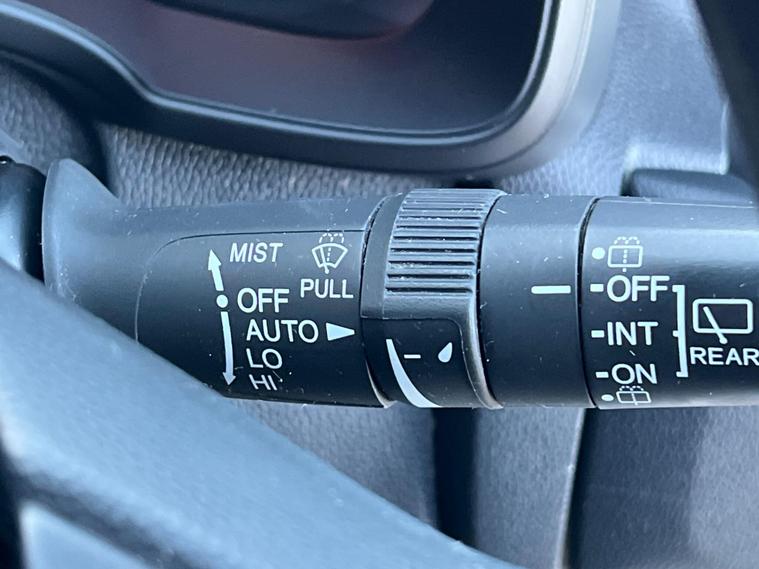 MIST
PULL
OFF
AUTO
LO
HI
OFF
INT
ON
REAR